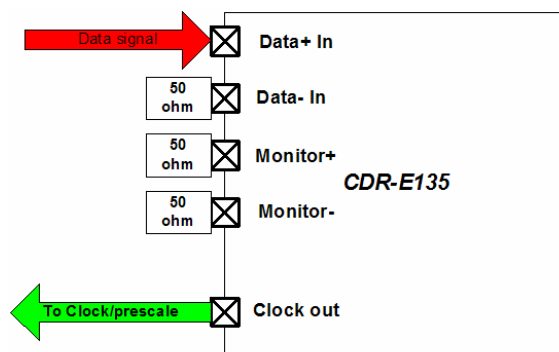 Data signal
Data+ In
50
ohm
Data- In
50
ohm
Monitor+
CDR-E135
50
ohm
Monitor-
To Clock/prescale
Clock out